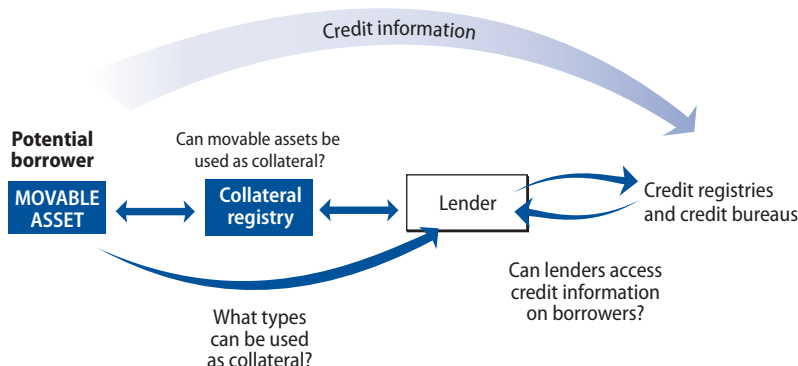 Credit information
Potential
borrower
MOVABLE
ASSET
Can movable assets be
used as collateral?
Collateral
registry
Lender
Credit registries
and credit bureaus
What types
can be used
as collateral?
Can lenders access
credit information
on borrowers?